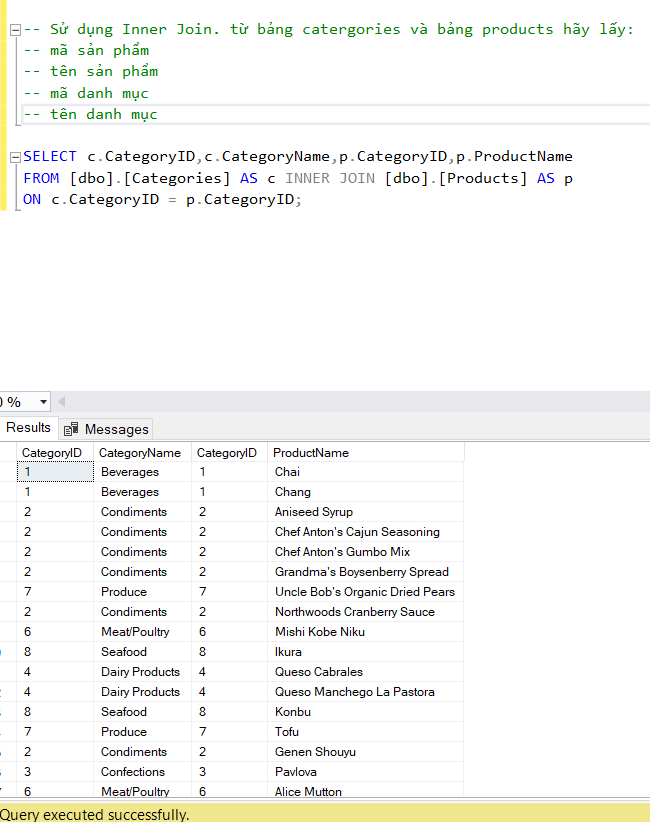 -- Sử dụng Inner Join. từ bảng catergories và bảng products hãy lấy:
-- mã sản phẩm
-- tên sản phẩm
-- mã danh mục
-- tên danh mục
SELECT c.CategoryID,c.CategoryName,p.CategoryID,p.ProductName
FROM [dbo].[Categories] AS c INNER JOIN [dbo].[Products] AS p
ON c.CategoryID = p.CategoryID;
%
Results Messages
CategoryID CategoryName CategoryID ProductName
1 Beverages 1 Chai
1 Beverages 1 Chang
2 Condiments 2 Aniseed Syrup
2 Condiments 2 Chef Anton's Cajun Seasoning
2 Condiments 2 Chef Anton's Gumbo Mix
2 Condiments 2 Grandma's Boysenberry Spread
7 Produce 7 Uncle Bob's Organic Dried Pears
2 Condiments 2 Northwoods Cranberry Sauce
6 Meat/Poultry 6 Mishi Kobe Niku
8 Seafood 8 Ikura
4 Dairy Products 4 Queso Cabrales
4 Dairy Products 4 Queso Manchego La Pastora
8 Seafood 8 Konbu
7 Produce 7 Tofu
2 Condiments 2 Genen Shouyu
3 Confections 3 Pavlova
6 Meat/Poultry 6 Alice Mutton
Query executed successfully.